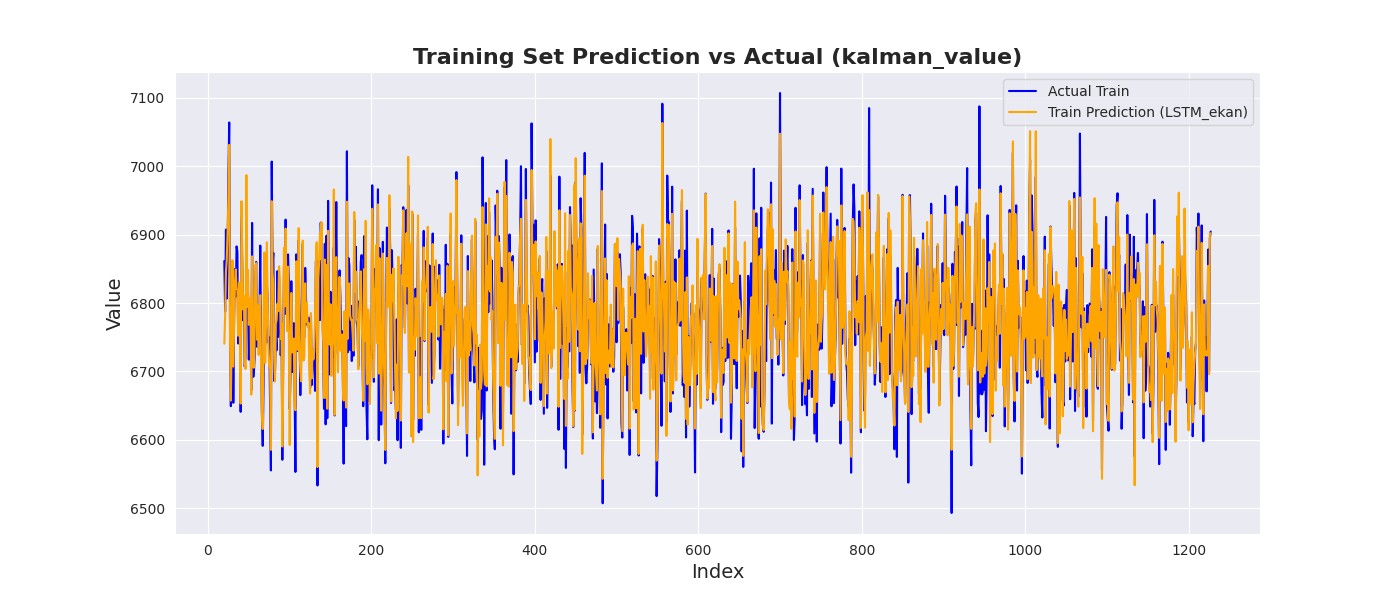 Training Set Prediction vs Actual (kalman_value)
Actual Train
Train Prediction (LSTM_ekan)
Value
7100
7000
6900
6800
6700
6600
6500
0 200 400 600 800 1000 1200
Index